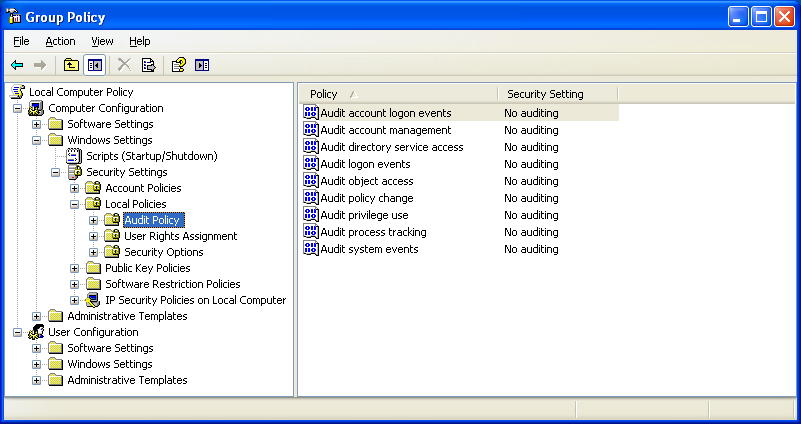 Group Policy
File Action View Help
Local Computer Policy
Computer Configuration
Software Settings
Windows Settings
Scripts (Startup/Shutdown)
Security Settings
Account Policies
Local Policies
Audit Policy
User Rights Assignment
Security Options
Public Key Policies
Software Restriction Policies
IP Security Policies on Local Computer
Administrative Templates
User Configuration
Software Settings
Windows Settings
Administrative Templates
Policy Security Setting
Audit account logon events No auditing
Audit account management No auditing
Audit directory service access No auditing
Audit logon events No auditing
Audit object access No auditing
Audit policy change No auditing
Audit privilege use No auditing
Audit process tracking No auditing
Audit system events No auditing